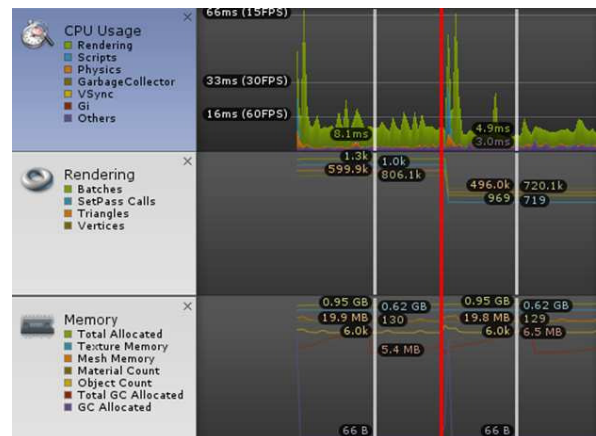 CPU Usage
Rendering
Scripts
Physics
GarbageCollector
VSync
Gi
Others
66ms (15FPS)
33ms (30FPS)
16ms (60FPS)
8.1ms
4.9ms
3.0ms
Rendering
Batches
SetPass Calls
Triangles
Vertices
1.3k
1.0k
599.9k
806.1k
496.0k
720.1k
969
719
Memory
Total Allocated
Texture Memory
Mesh Memory
Material Count
Object Count
Total GC Allocated
GC Allocated
0.95 GB
0.62 GB
0.95 GB
0.62 GB
19.9 MB
130
19.8 MB
129
6.0k
6.0k
6.5 MB
5.4 MB
66 B
66 B